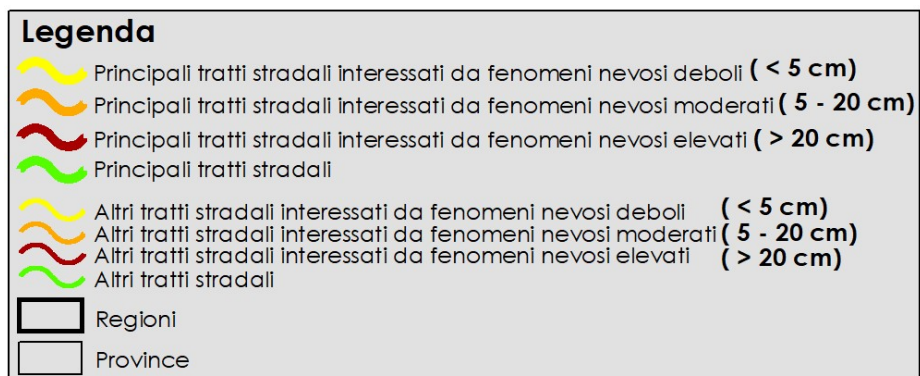 Legenda
Principali tratti stradali interessati da fenomeni nevosi deboli ( < 5 cm)
Principali tratti stradali interessati da fenomeni nevosi moderati ( 5 - 20 cm)
Principali tratti stradali interessati da fenomeni nevosi elevati ( > 20 cm)
Principali tratti stradali
Altri tratti stradali interessati da fenomeni nevosi deboli ( < 5 cm)
Altri tratti stradali interessati da fenomeni nevosi moderati ( 5 - 20 cm)
Altri tratti stradali interessati da fenomeni nevosi elevati ( > 20 cm)
Altri tratti stradali
Regioni
Province